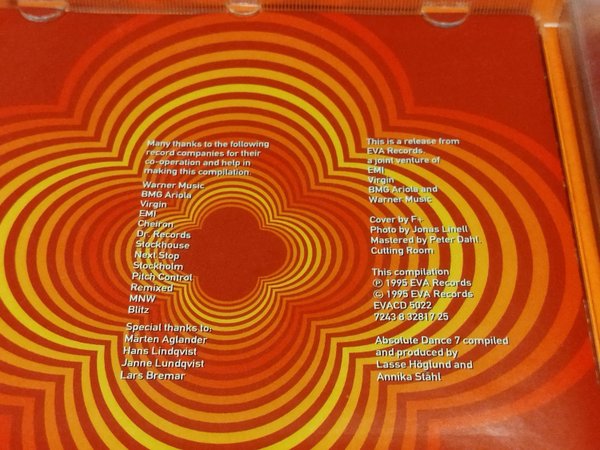 Many thanks to the following
record companies for their
co-operation and help in
making this compilation.
Warner Music
BMG Ariola
Virgin
EMI
Cheiron
Dr. Records
Stockhouse
Next Stop
Stockholm
Pitch Control
Remixed
MNW
Blitz
Special thanks to:
Mårten Aglander
Hans Lindqvist
Janne Lundqvist
Lars Bremar
This is a release from
EVA Records,
a joint venture of
EMI
Virgin
BMG Ariola and
Warner Music
Cover by F+
Photo by Jonas Linell
Mastered by Peter Dahl.
Cutting Room
This compilation
℗ 1995 EVA Records
© 1995 EVA Records
EVACD 5022
7243 8 32817 25
Absolute Dance 7 compiled
and produced by
Lasse Höglund and
Annika Ståhl